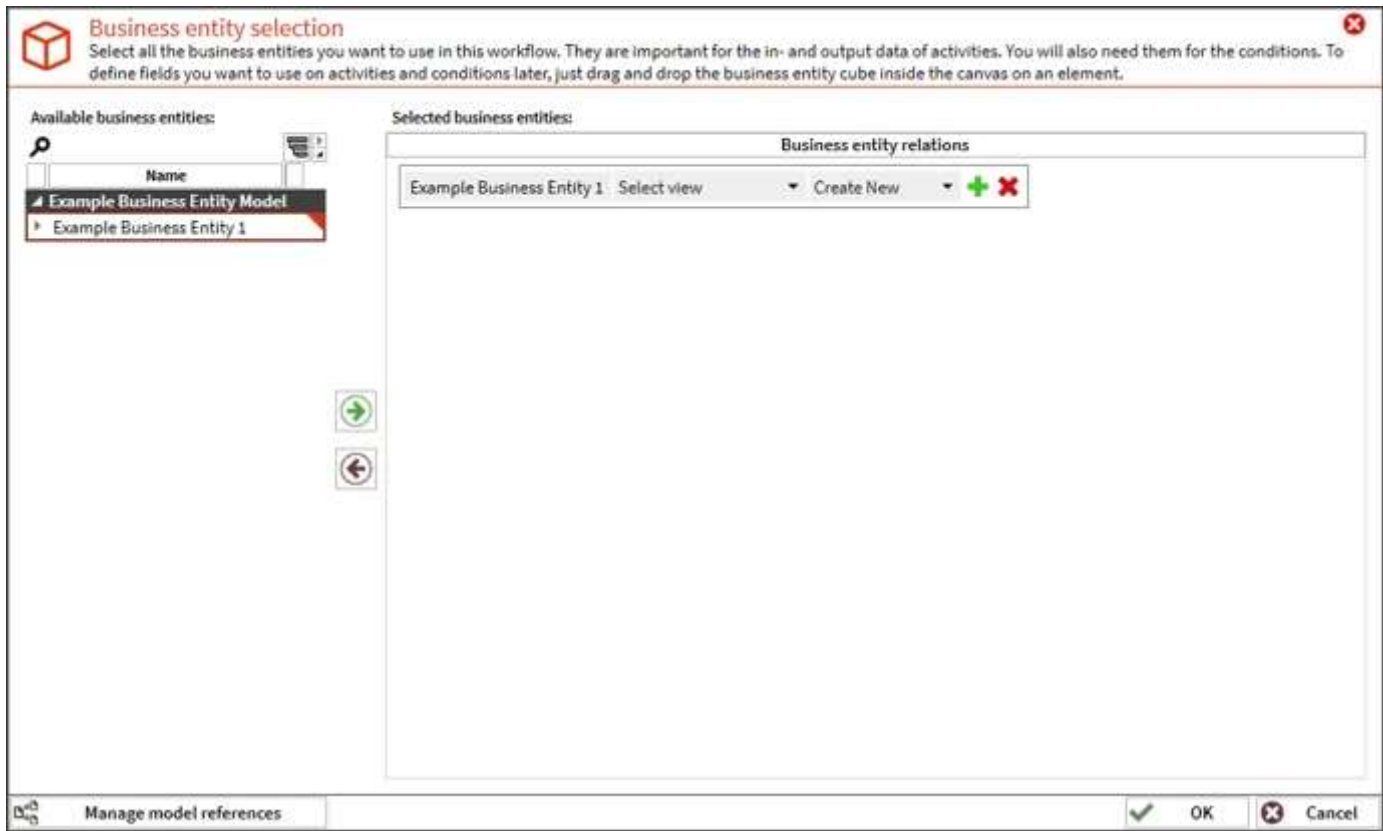 Business entity selection
Select all the business entities you want to use in this workflow. They are important for the in- and output data of activities. You will also need them for the conditions. To
define fields you want to use on activities and conditions later, just drag and drop the business entity cube inside the canvas on an element.
Available business entities:
Selected business entities:
Name
Business entity relations
Example Business Entity Model
Example Business Entity 1
Example Business Entity 1 Select view Create New
Manage model references
OK
Cancel